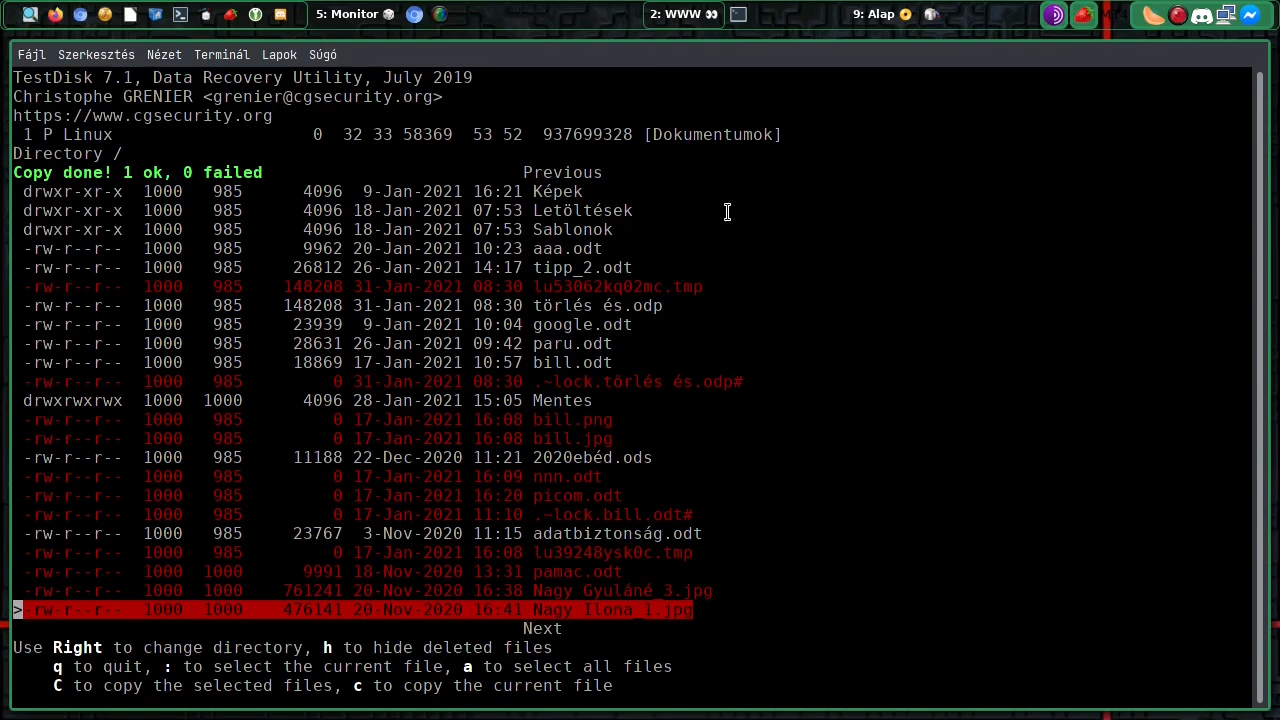 5: Monitor
2: WWW
9: Alap
Fájl Szerkesztés Nézet Terminál Lapok Súgó
TestDisk 7.1, Data Recovery Utility, July 2019
Christophe GRENIER <grenier@cgsecurity.org>
https://www.cgsecurity.org
1 P Linux 0 32 33 58369 53 52 937699328 [Dokumentumok]
Directory /
Copy done! 1 ok, 0 failed Previous
drwxr-xr-x 1000 985 4096 9-Jan-2021 16:21 Képek
drwxr-xr-x 1000 985 4096 18-Jan-2021 07:53 Letöltések
drwxr-xr-x 1000 985 4096 18-Jan-2021 07:53 Sablonok
-rw-r--r-- 1000 985 9962 20-Jan-2021 10:23 aaa.odt
-rw-r--r-- 1000 985 26812 26-Jan-2021 14:17 tipp_2.odt
-rw-r--r-- 1000 985 148208 31-Jan-2021 08:30 lu53062kq02mc.tmp
-rw-r--r-- 1000 985 148208 31-Jan-2021 08:30 törlés és.odp
-rw-r--r-- 1000 985 23939 9-Jan-2021 10:04 google.odt
-rw-r--r-- 1000 985 28631 26-Jan-2021 09:42 paru.odt
-rw-r--r-- 1000 985 18869 17-Jan-2021 10:57 bill.odt
-rw-r--r-- 1000 985 0 31-Jan-2021 08:30 .~lock.törlés és.odp#
drwxrwxrwx 1000 1000 4096 28-Jan-2021 15:05 Mentes
-rw-r--r-- 1000 985 0 17-Jan-2021 16:08 bill.png
-rw-r--r-- 1000 985 0 17-Jan-2021 16:08 bill.jpg
-rw-r--r-- 1000 985 11188 22-Dec-2020 11:21 2020ebéd.ods
-rw-r--r-- 1000 985 0 17-Jan-2021 16:09 nnn.odt
-rw-r--r-- 1000 985 0 17-Jan-2021 16:20 picom.odt
-rw-r--r-- 1000 985 0 17-Jan-2021 11:10 .~lock.bill.odt#
-rw-r--r-- 1000 985 23767 3-Nov-2020 11:15 adatbiztonság.odt
-rw-r--r-- 1000 985 0 17-Jan-2021 16:08 lu39248ysk0c.tmp
-rw-r--r-- 1000 1000 9991 18-Nov-2020 13:31 pamac.odt
-rw-r--r-- 1000 1000 761241 20-Nov-2020 16:38 Nagy Gyuláné_3.jpg
>-rw-r--r-- 1000 1000 476141 20-Nov-2020 16:41 Nagy Ilona_1.jpg
Next
Use Right to change directory, h to hide deleted files
q to quit, : to select the current file, a to select all files
C to copy the selected files, c to copy the current file